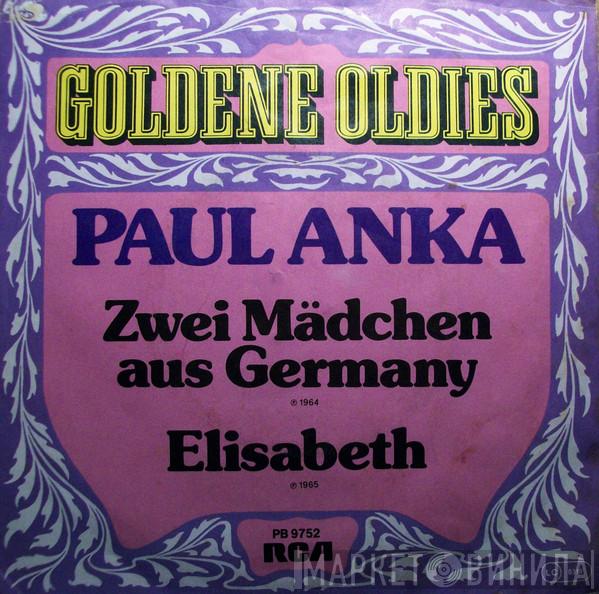 GOLDENE OLDIES
PAUL ANKA
Zwei Mädchen
aus Germany
℗ 1964
Elisabeth
℗ 1965
PB 9752
RCA
МАРКЕТ ВИНИЛА